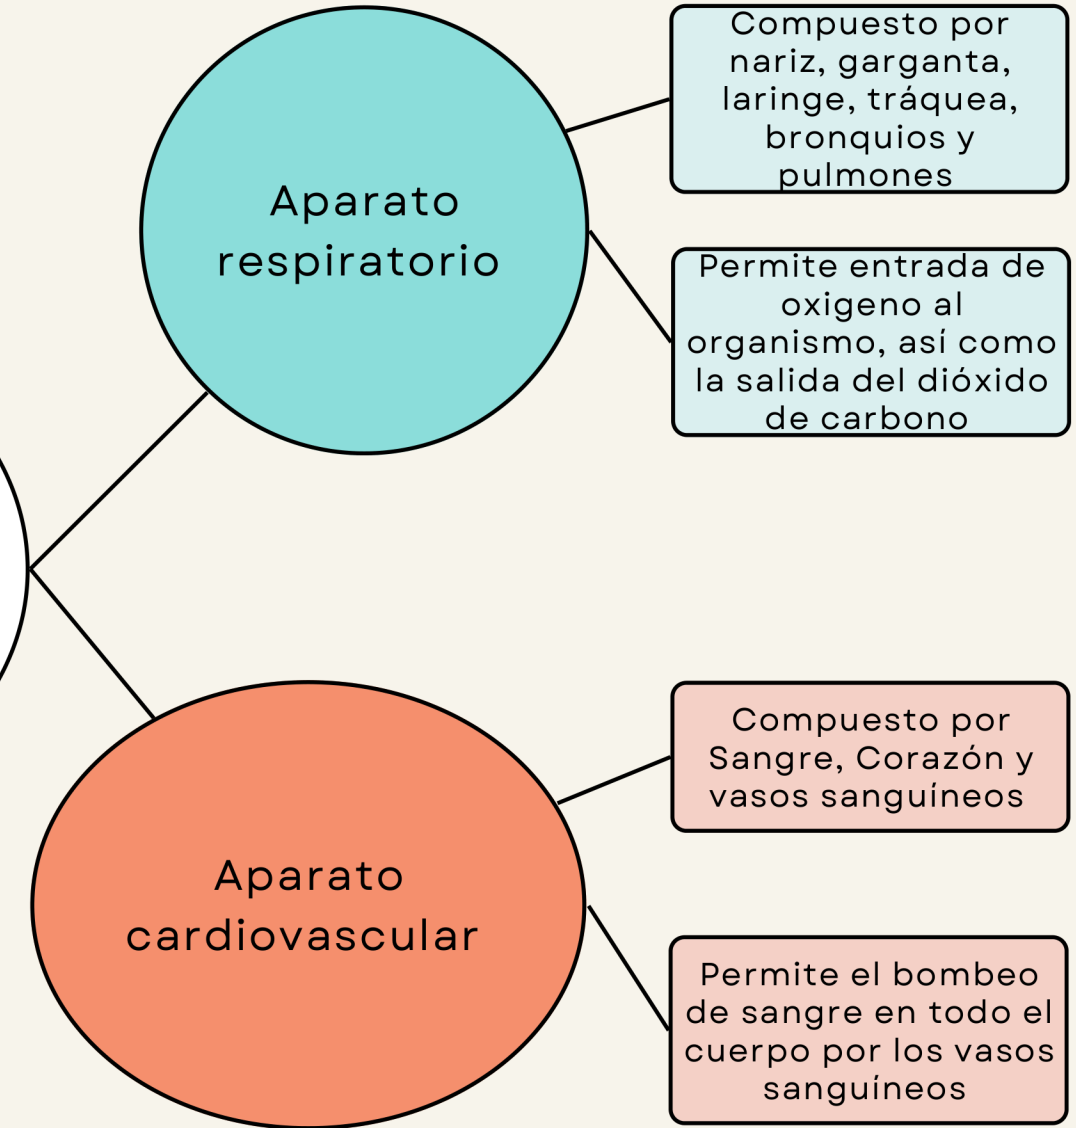 Compuesto por
nariz, garganta,
laringe, tráquea,
bronquios y
pulmones
Aparato
respiratorio
Permite entrada de
oxigeno al
organismo, así como
la salida del dióxido
de carbono
Compuesto por
Sangre, Corazón y
vasos sanguíneos
Aparato
cardiovascular
Permite el bombeo
de sangre en todo el
cuerpo por los vasos
sanguíneos